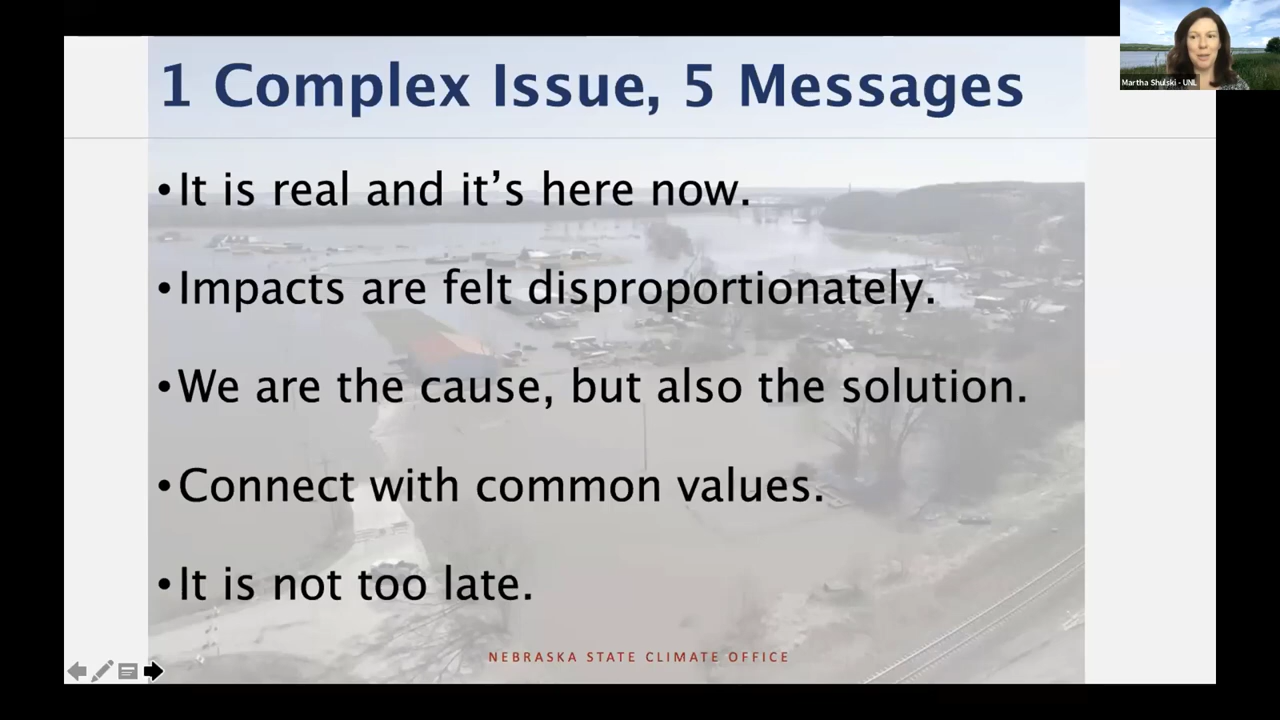 1 Complex Issue, 5 Messages
Martha Shulski - UNL
•It is real and it’s here now.
•Impacts are felt disproportionately.
•We are the cause, but also the solution.
•Connect with common values.
•It is not too late.
NEBRASKA STATE CLIMATE OFFICE